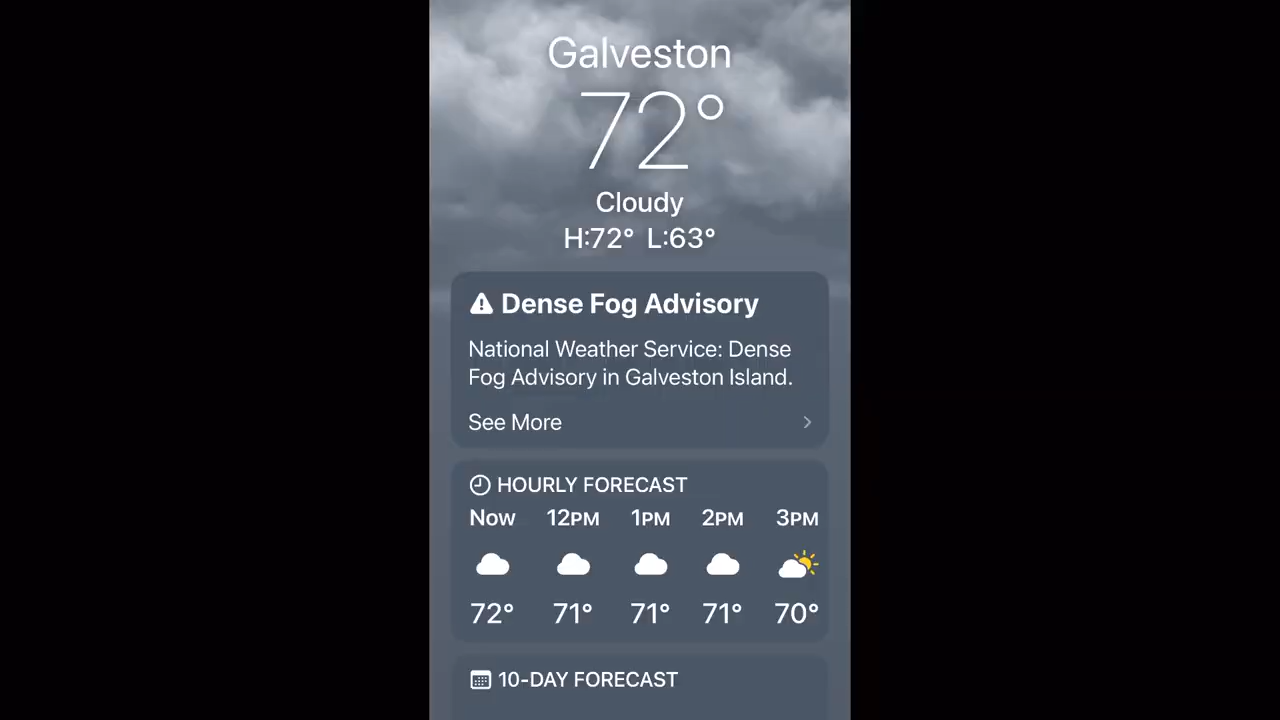 Galveston
72°
Cloudy
H:72° L:63°
Dense Fog Advisory
National Weather Service: Dense
Fog Advisory in Galveston Island.
See More
HOURLY FORECAST
Now 12PM 1PM 2PM 3PM
72° 71° 71° 71° 70°
10-DAY FORECAST